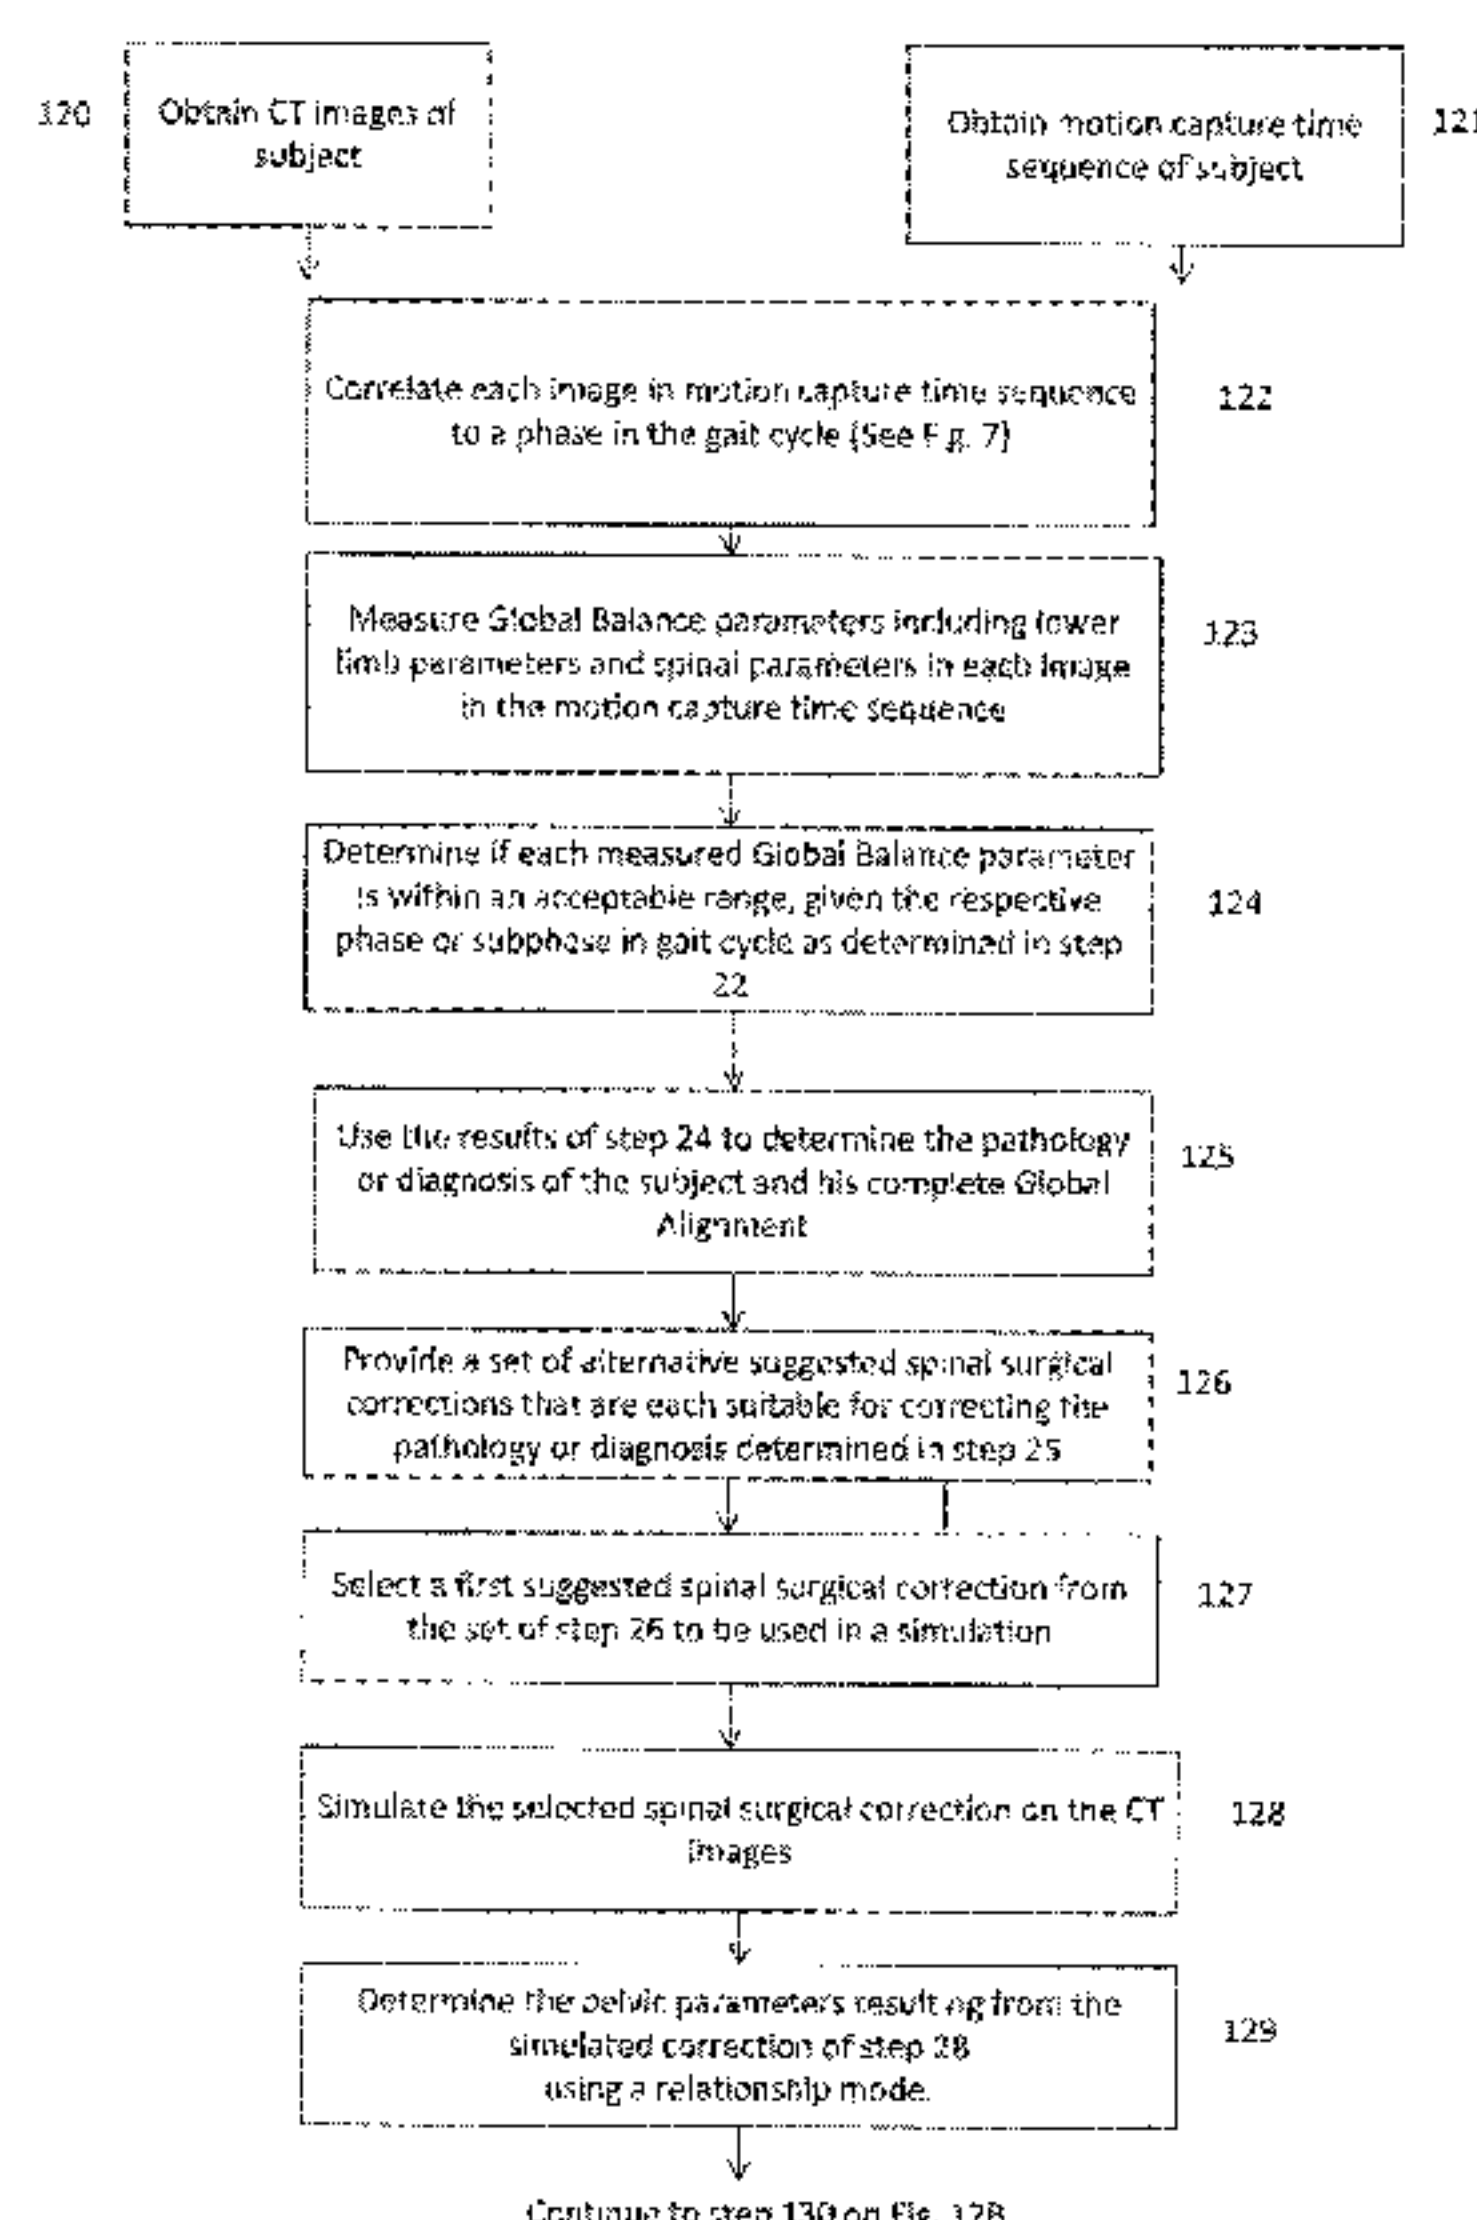 120
Obtain CT images of
subject
Obtain motion capture time
sequence of subject
121
Correlate each image in motion capture time sequence
to a phase in the gait cycle (See Fig. 7)
122
Measure Global Balance parameters including lower
limb parameters and spinal parameters in each image
in the motion capture time sequence
123
Determine if each measured Global Balance parameter
is within an acceptable range, given the respective
phase or subphase in gait cycle as determined in step
22
124
Use the results of step 24 to determine the pathology
or diagnosis of the subject and his complete Global
Alignment
125
Provide a set of alternative suggested spinal surgical
corrections that are each suitable for correcting the
pathology or diagnosis determined in step 25
126
Select a first suggested spinal surgical correction from
the set of step 26 to be used in a simulation
127
Simulate the selected spinal surgical correction on the CT
images
128
Determine the pelvic parameters resulting from the
simulated correction of step 28
using a relationship mode.
129
Continue to step 130 on Fig. 12B